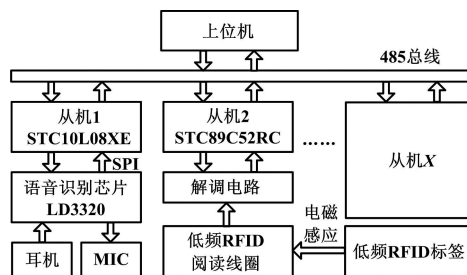 上位机
485总线
从机1
STC10L08XE
从机2
STC89C52RC
……
从机X
SPI
语音识别芯片
LD3320
解调电路
电磁
感应
耳机
MIC
低频RFID
阅读线圈
低频RFID标签